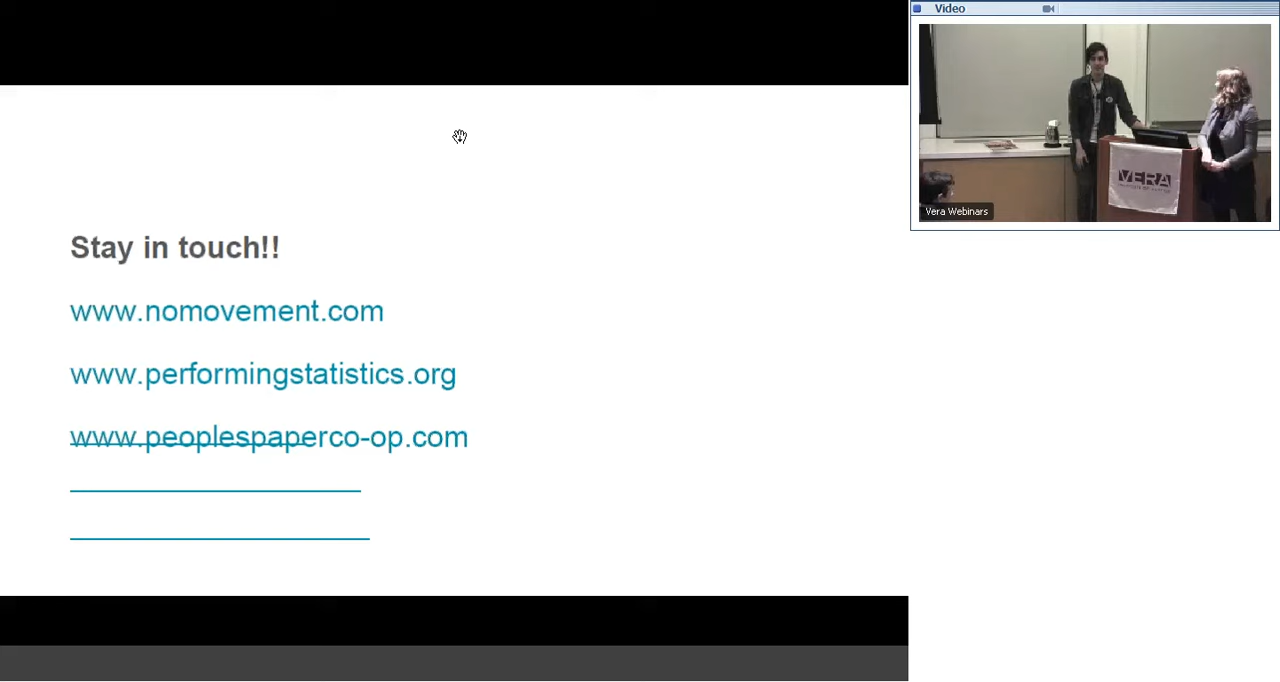 Video
VERA
Vera Webinars
Stay in touch!!
www.nomovement.com
www.performingstatistics.org
www.peoplespaperco-op.com